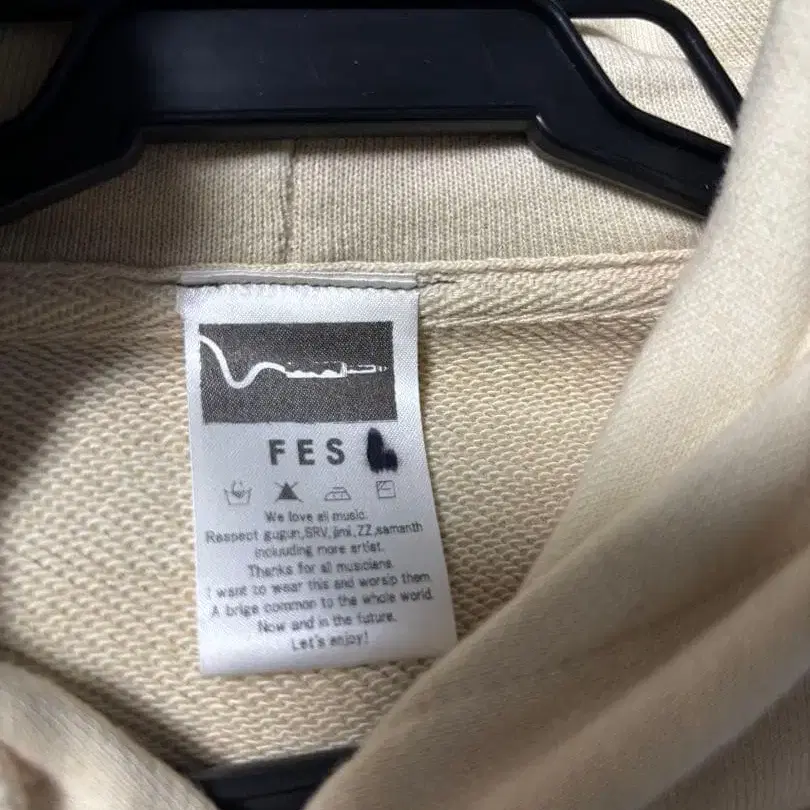 FES L
We love all music.
Respect gugun,SRV,jimi,ZZ,samanth
incluuding more artist.
Thanks for all musicians.
I want to wear this and worsip them.
A brige common to the whole world.
Now and in the future.
Let's enjoy!